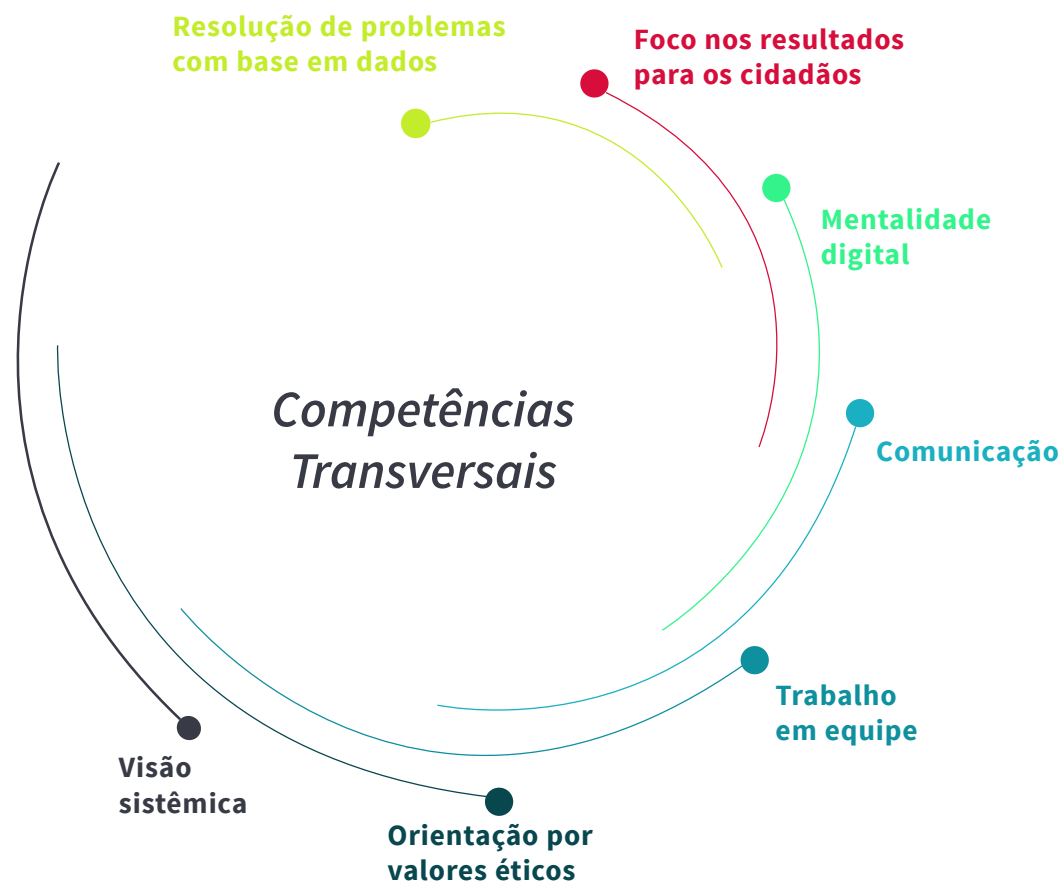 Resolução de problemas
com base em dados
Foco nos resultados
para os cidadãos
Mentalidade
digital
Competências
Transversais
Comunicação
Trabalho
em equipe
Visão
sistêmica
Orientação por
valores éticos